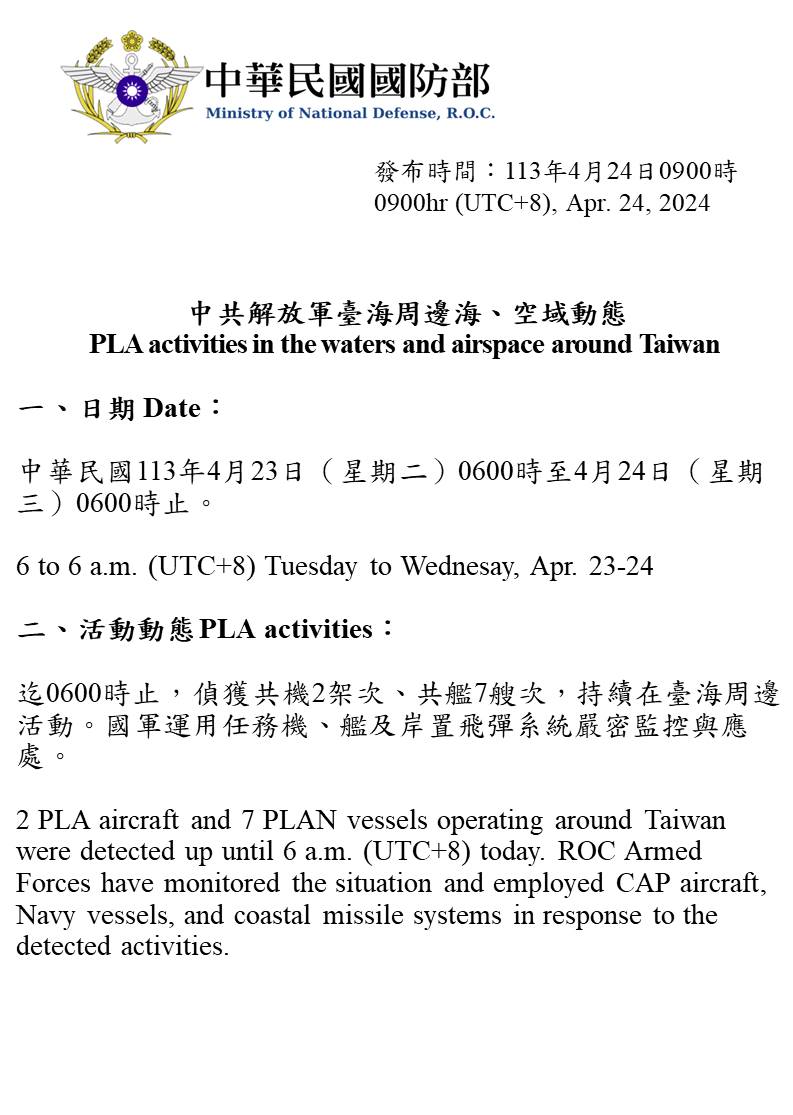 中華民國國防部
Ministry of National Defense, R.O.C.
發布時間：113年4月24日0900時
0900hr (UTC+8), Apr. 24, 2024
中共解放軍臺海周邊海、空域動態
PLA activities in the waters and airspace around Taiwan
一、日期 Date：
中華民國113年4月23日（星期二）0600時至4月24日（星期
三）0600時止。
6 to 6 a.m. (UTC+8) Tuesday to Wednesay, Apr. 23-24
二、活動動態 PLA activities：
迄0600時止，偵獲共機2架次、共艦7艘次，持續在臺海周邊
活動。國軍運用任務機、艦及岸置飛彈系統嚴密監控與應
處。
2 PLA aircraft and 7 PLAN vessels operating around Taiwan
were detected up until 6 a.m. (UTC+8) today. ROC Armed
Forces have monitored the situation and employed CAP aircraft,
Navy vessels, and coastal missile systems in response to the
detected activities.